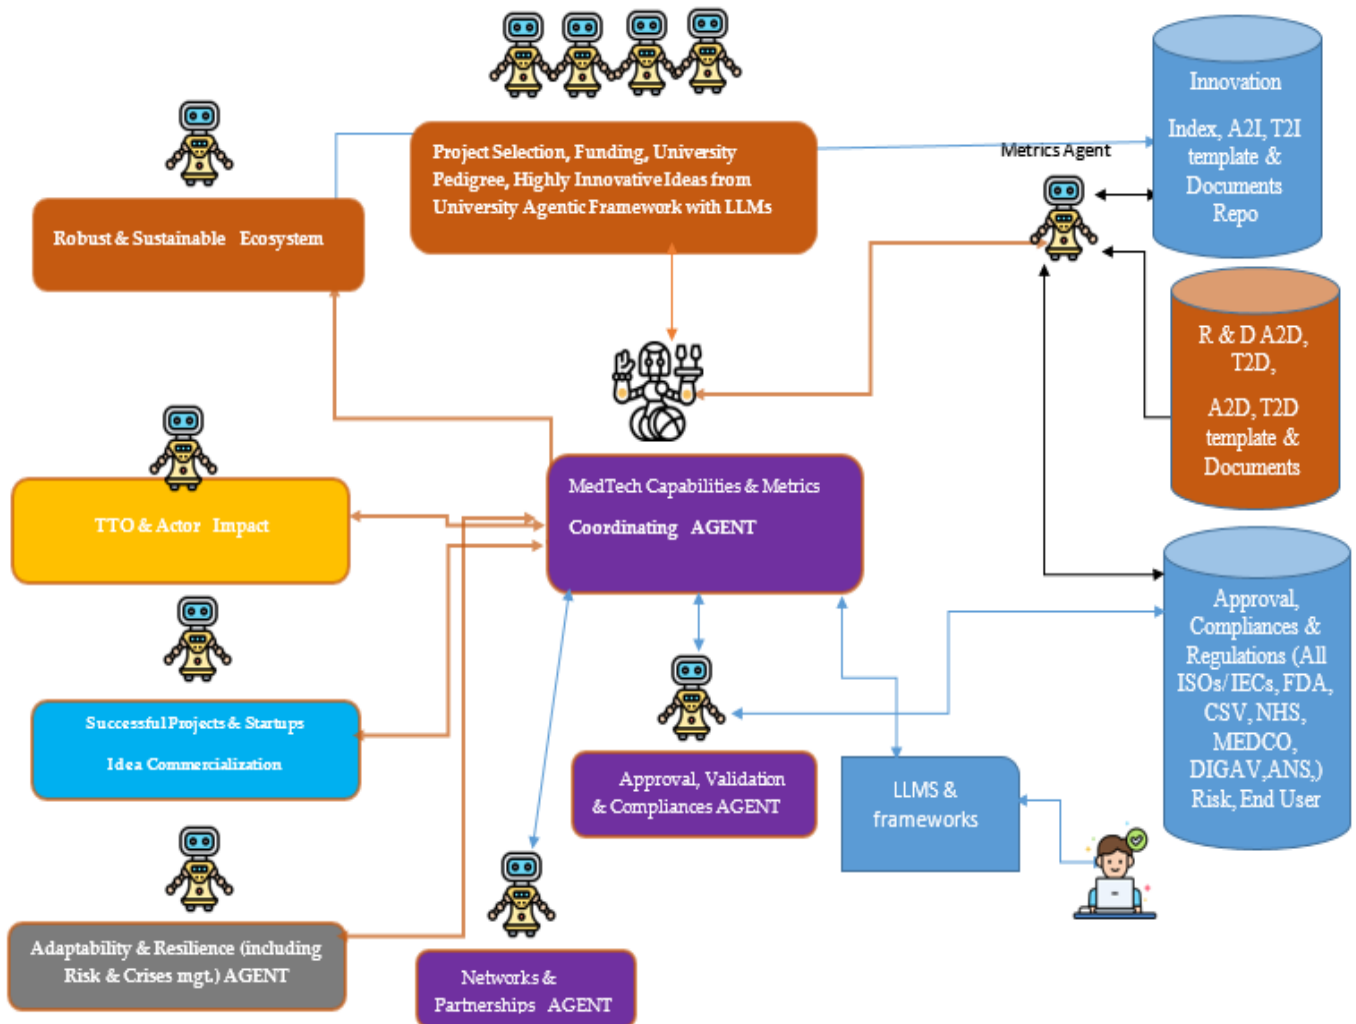 Project Selection, Funding, University
Pedigree, Highly Innovative Ideas from
University Agentic Framework with LLMs
Metrics Agent
Innovation
Index, A2I, T2I
template &
Documents
Repo
Robust & Sustainable Ecosystem
R & D A2D,
T2D,
A2D, T2D
template &
Documents
MedTech Capabilities & Metrics
Coordinating AGENT
TTO & Actor Impact
Approval,
Compliances &
Regulations (All
ISOs/IECs, FDA,
CSV, NHS,
MEDCO,
DIGAV,ANS,)
Risk, End User
Successful Projects & Startups
Idea Commercialization
Approval, Validation
& Compliances AGENT
LLMS &
frameworks
Adaptability & Resilience (including
Risk & Crises mgt.) AGENT
Networks &
Partnerships AGENT